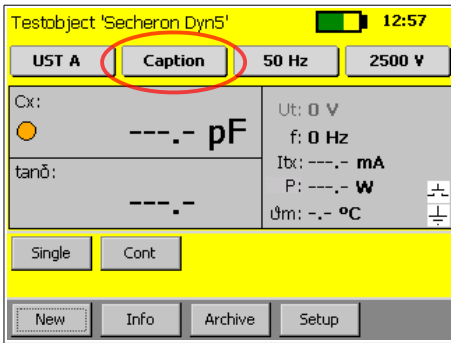 Testobject 'Secheron Dyn5' 12:57
UST A Caption 50 Hz 2500 V
Cx:
---.- pF
tanδ:
---.-
Ut: 0 V
f: 0 Hz
Itx: ---.- mA
P: ---.- W
ϑm: -.- ºC
Single Cont
New Info Archive Setup